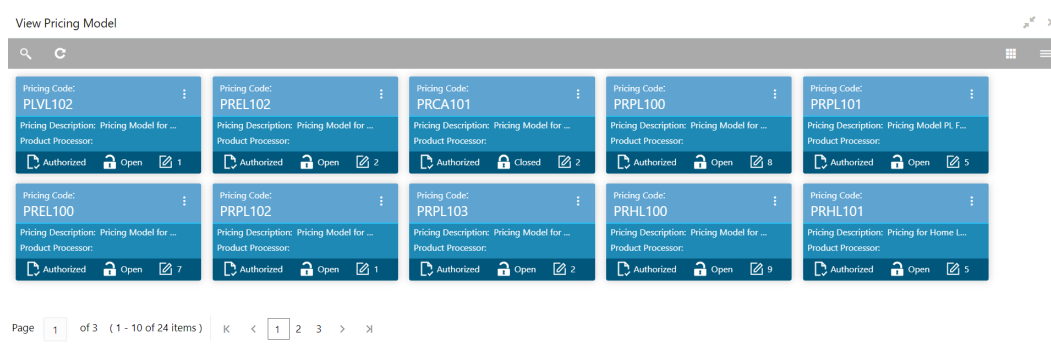 View Pricing Model
Pricing Code: Pricing Code: Pricing Code: Pricing Code: Pricing Code:
PLVL102 PREL102 PRCA101 PRPL100 PRPL101
Pricing Description: Pricing Model for ... Pricing Description: Pricing Model for ... Pricing Description: Pricing Model for ... Pricing Description: Pricing Model for ... Pricing Description: Pricing Model PL F...
Product Processor: Product Processor: Product Processor: Product Processor: Product Processor:
Authorized Open 1 Authorized Open 2 Authorized Closed 2 Authorized Open 8 Authorized Open 5
Pricing Code: Pricing Code: Pricing Code: Pricing Code: Pricing Code:
PREL100 PRPL102 PRPL103 PRHL100 PRHL101
Pricing Description: Pricing Model for ... Pricing Description: Pricing Model for ... Pricing Description: Pricing Model for ... Pricing Description: Pricing Model for ... Pricing Description: Pricing for Home L...
Product Processor: Product Processor: Product Processor: Product Processor: Product Processor:
Authorized Open 7 Authorized Open 1 Authorized Open 2 Authorized Open 9 Authorized Open 5
Page 1 of 3 ( 1 - 10 of 24 items ) 1 2 3